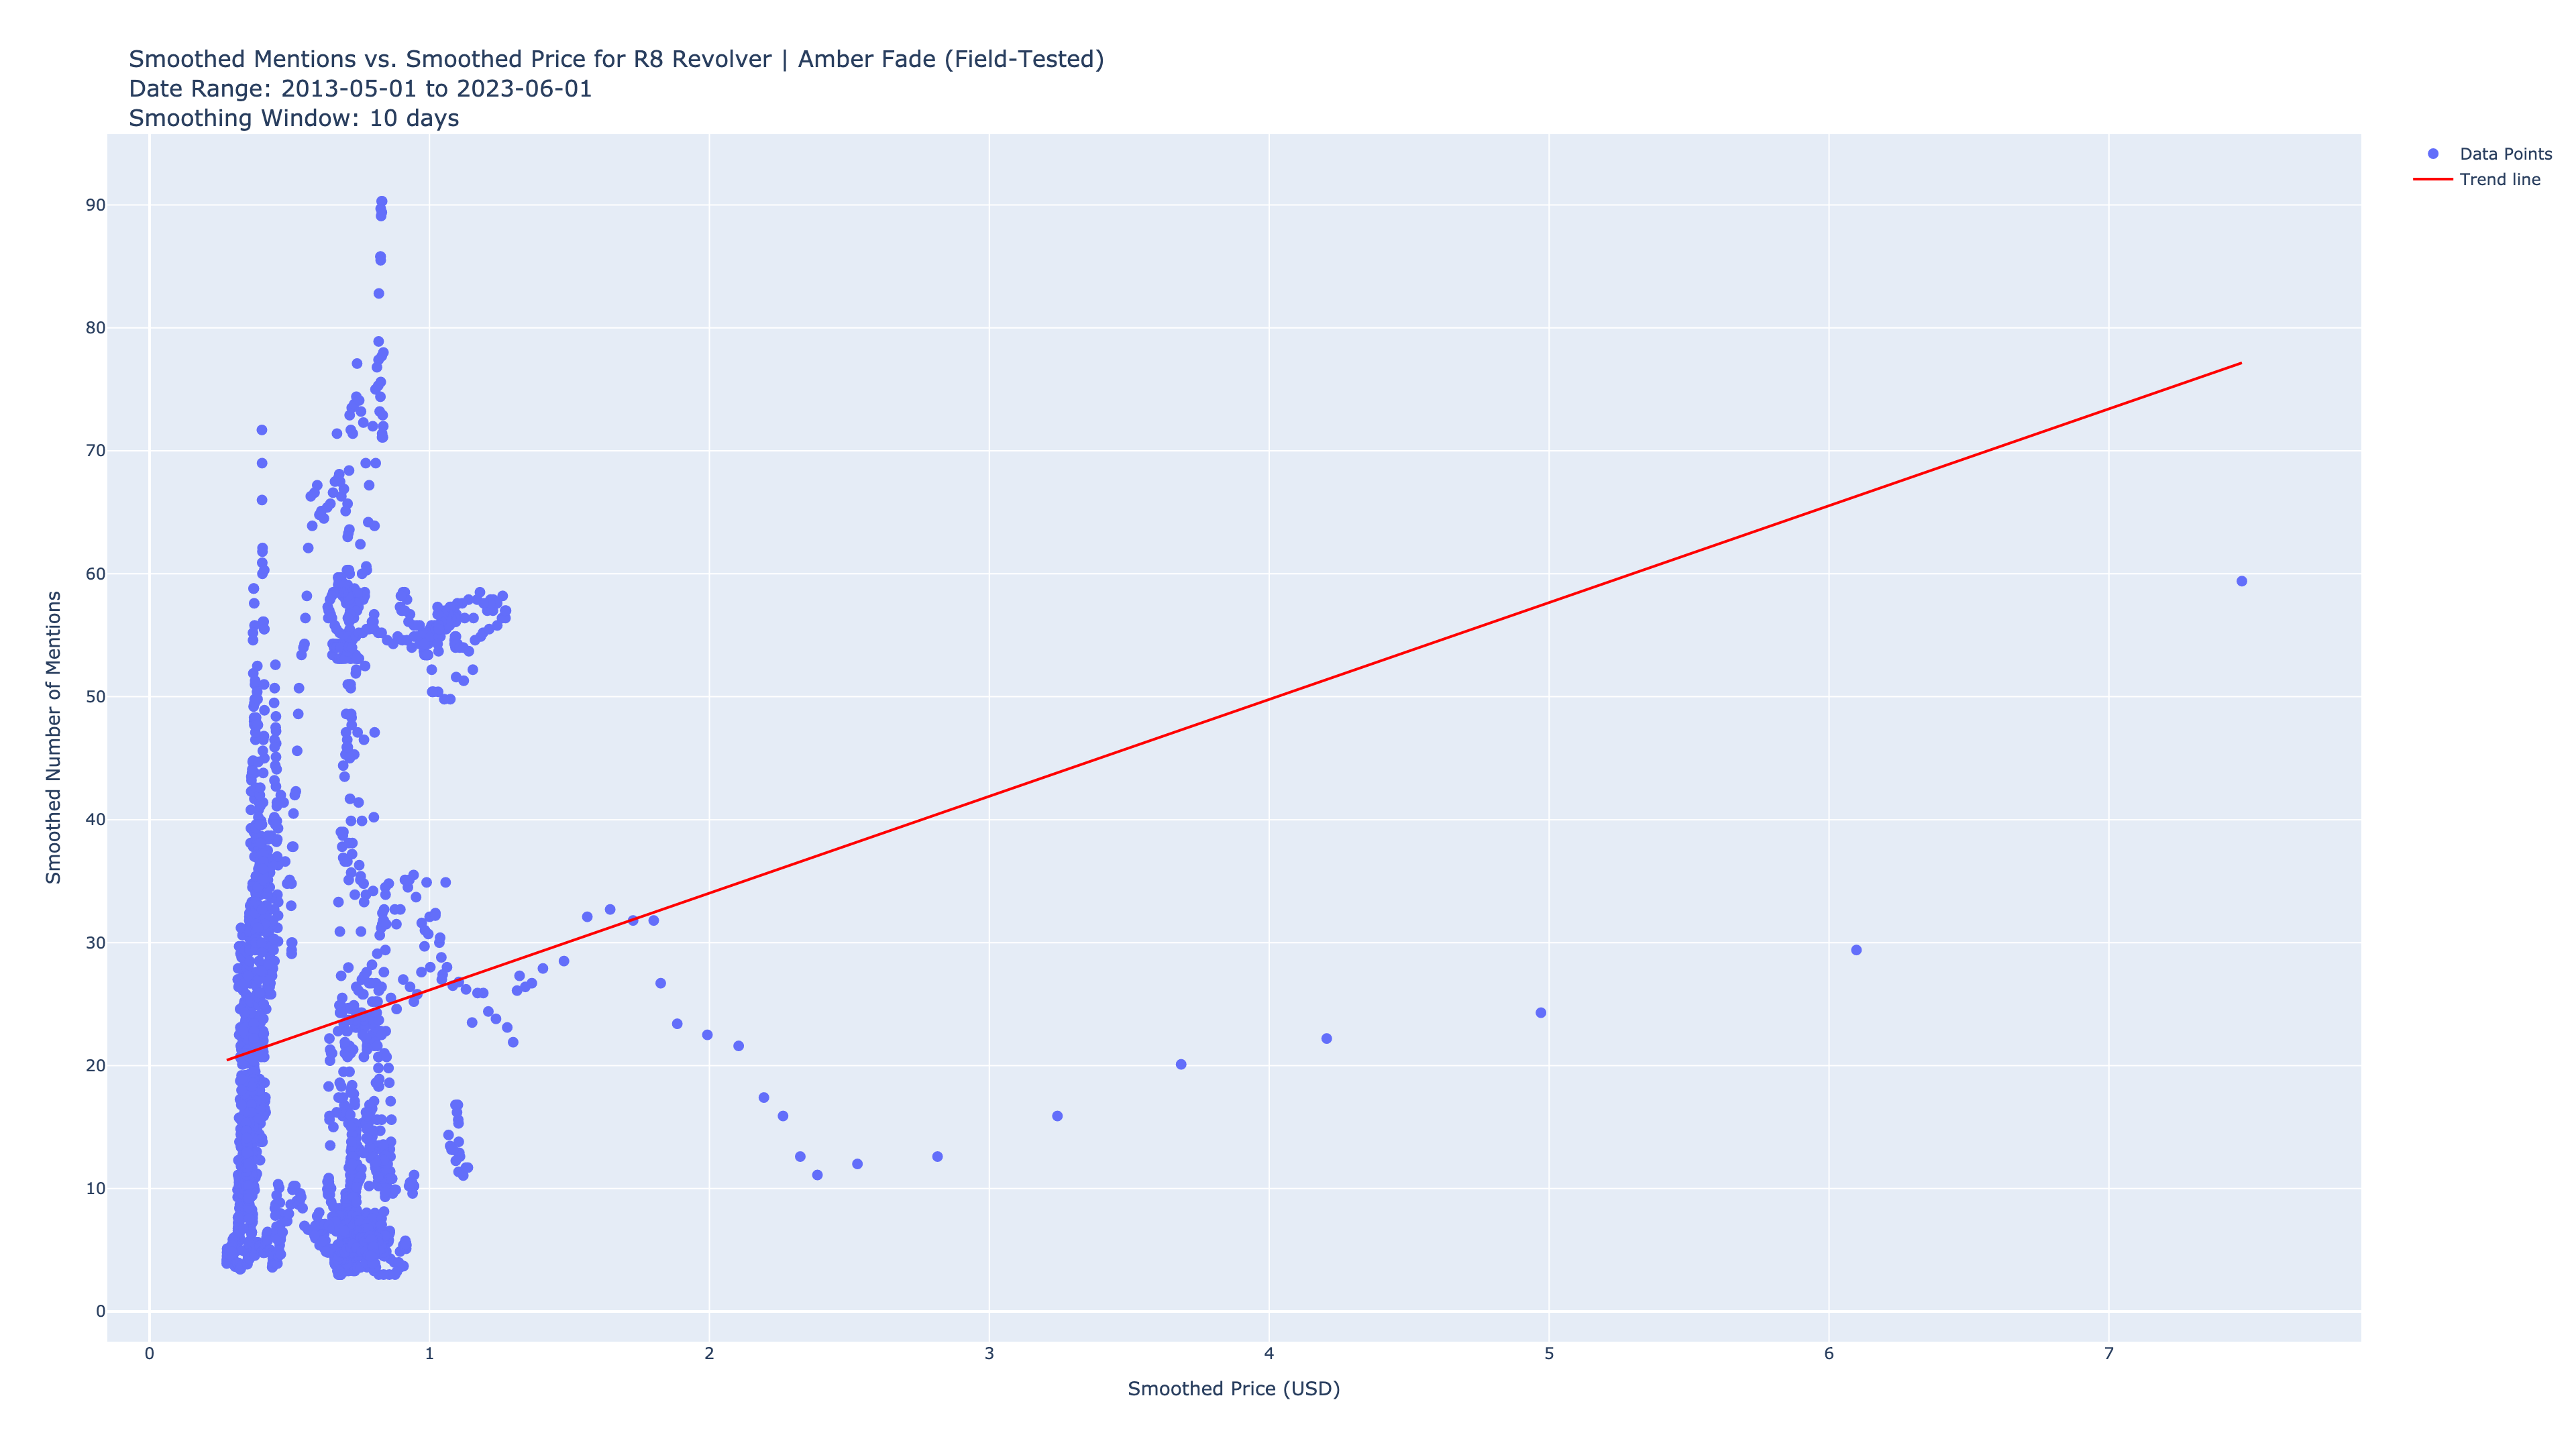 Smoothed Mentions vs. Smoothed Price for R8 Revolver | Amber Fade (Field-Tested)
Date Range: 2013-05-01 to 2023-06-01
Smoothing Window: 10 days
Data Points
Trend line
90
80
70
60
50
40
30
20
10
0
Smoothed Number of Mentions
0
1
2
3
4
5
6
7
Smoothed Price (USD)